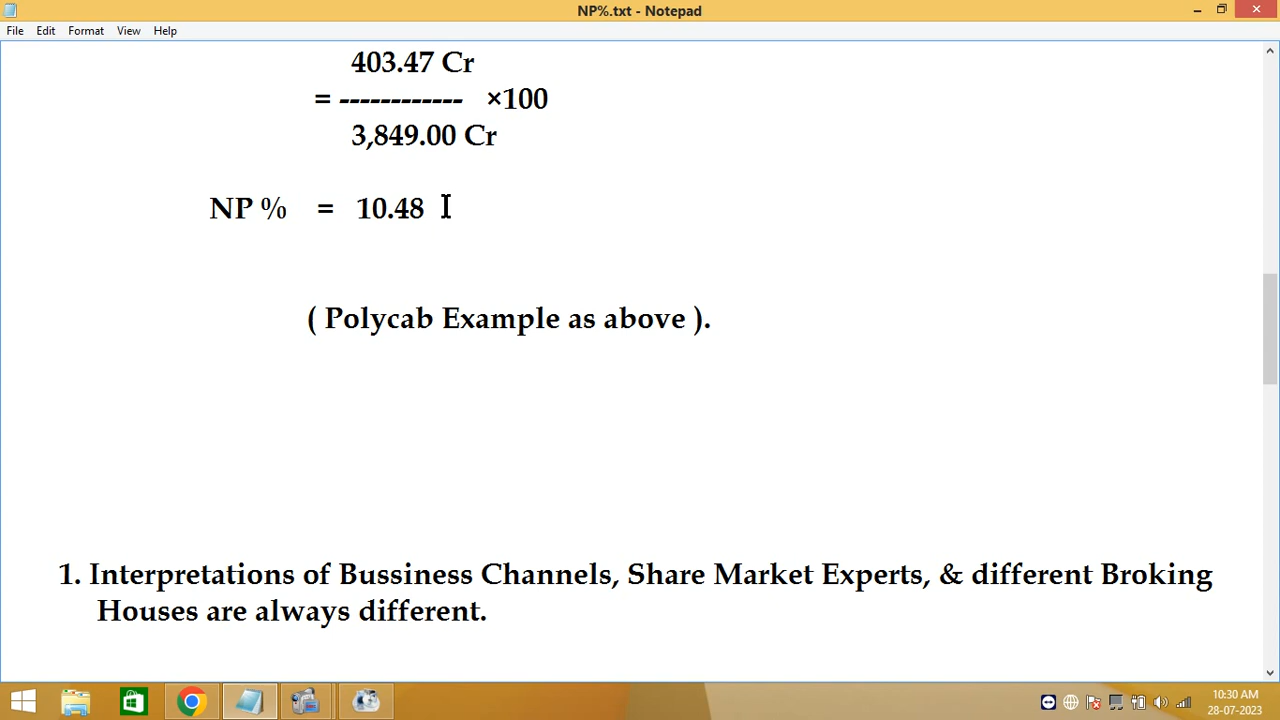 NP%.txt - Notepad
File Edit Format View Help
403.47 Cr
= ------------ ×100
3,849.00 Cr
NP % = 10.48
( Polycab Example as above ).
1. Interpretations of Bussiness Channels, Share Market Experts, & different Broking
Houses are always different.
10:30 AM
28-07-2023